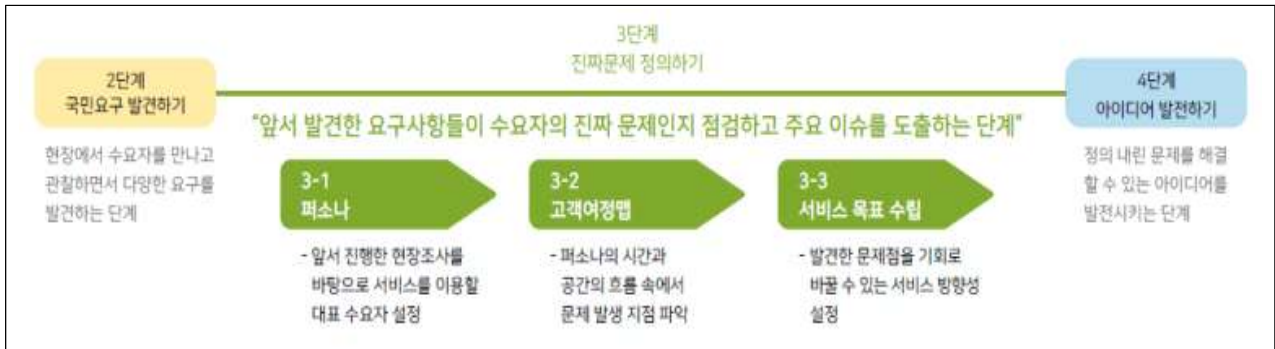 3단계
진짜문제 정의하기
2단계
국민요구 발견하기
4단계
아이디어 발전하기
"앞서 발견한 요구사항들이 수요자의 진짜 문제인지 점검하고 주요 이슈를 도출하는 단계"
현장에서 수요자를 만나고
관찰하면서 다양한 요구를
발견하는 단계
3-1
퍼소나
- 앞서 진행한 현장조사를
바탕으로 서비스를 이용할
대표 수요자 설정
3-2
고객여정맵
- 퍼소나의 시간과
공간의 흐름 속에서
문제 발생 지점 파악
3-3
서비스 목표 수립
- 발견한 문제점을 기회로
바꿀 수 있는 서비스 방향성
설정
정의 내린 문제를 해결
할 수 있는 아이디어를
발전시키는 단계